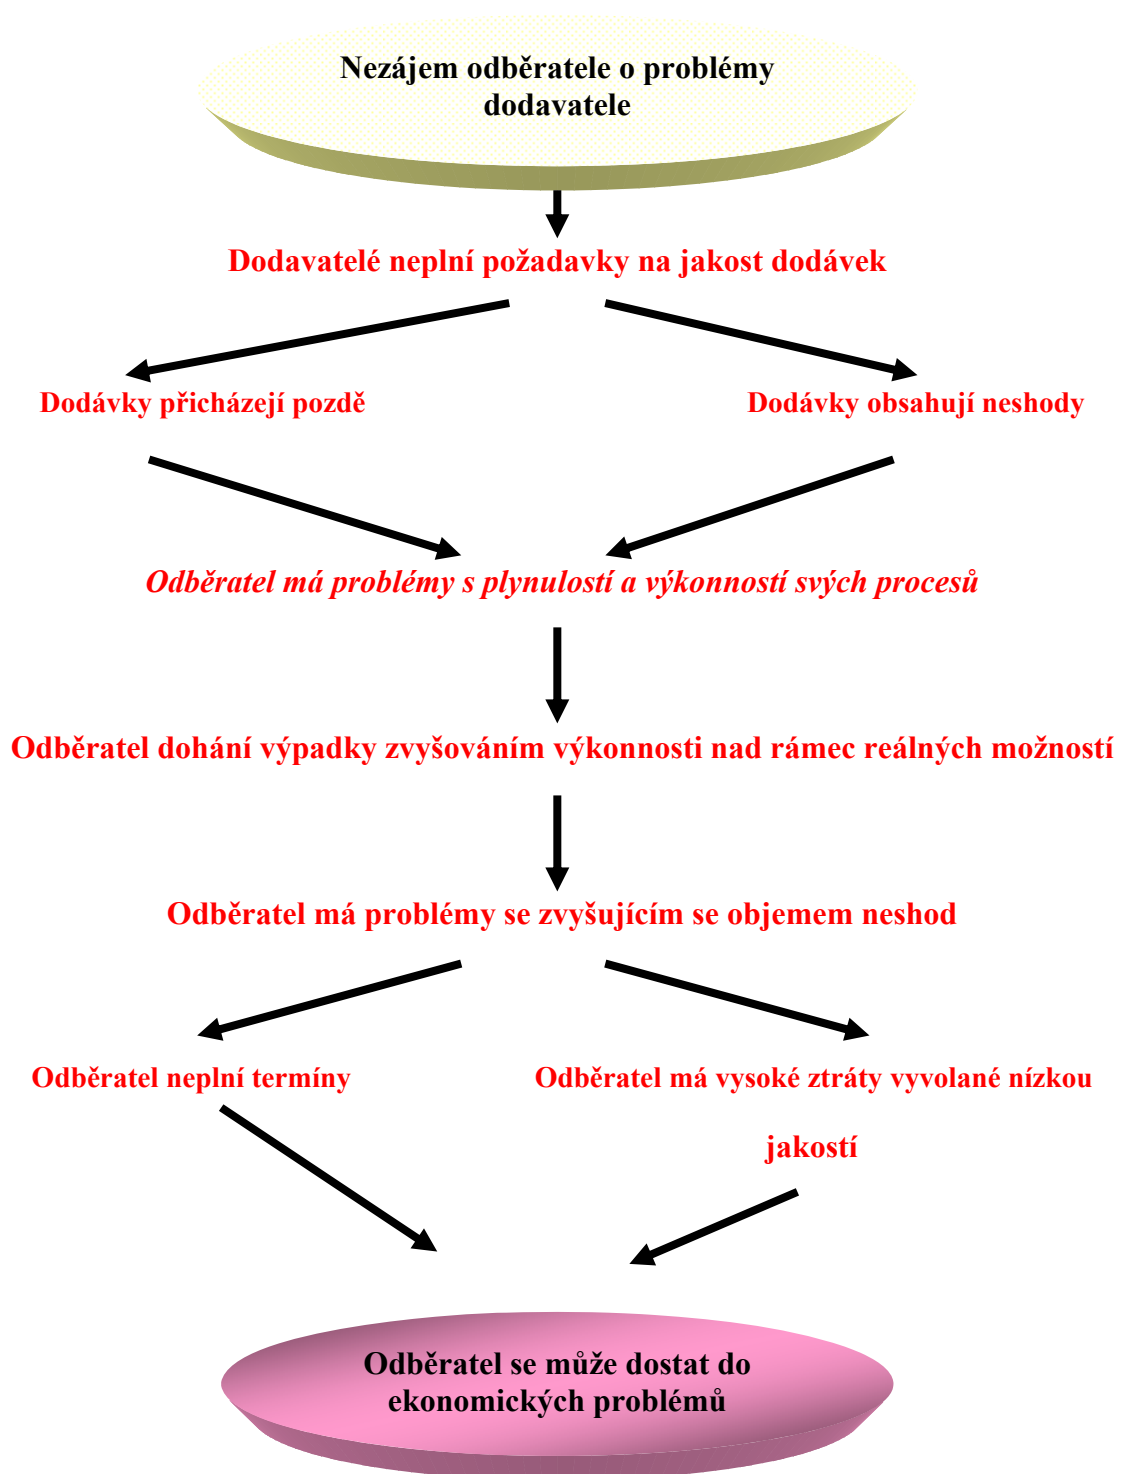 Nezájem odběratele o problémy
dodavatele
Dodavatelé neplní požadavky na jakost dodávek
Dodávky přicházejí pozdě
Dodávky obsahují neshody
Odběratel má problémy s plynulostí a výkonností svých procesů
Odběratel dohání výpadky zvyšováním výkonnosti nad rámec reálných možností
Odběratel má problémy se zvyšujícím se objemem neshod
Odběratel neplní termíny
Odběratel má vysoké ztráty vyvolané nízkou
jakostí
Odběratel se může dostat do
ekonomických problémů